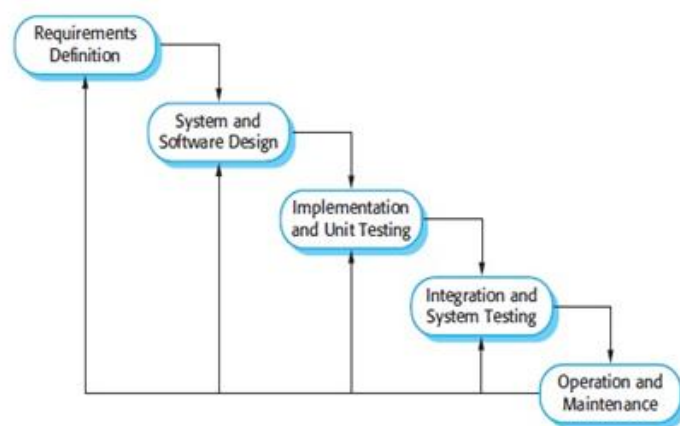 Requirements
Definition
System and
Software Design
Implementation
and Unit Testing
Integration and
System Testing
Operation and
Maintenance